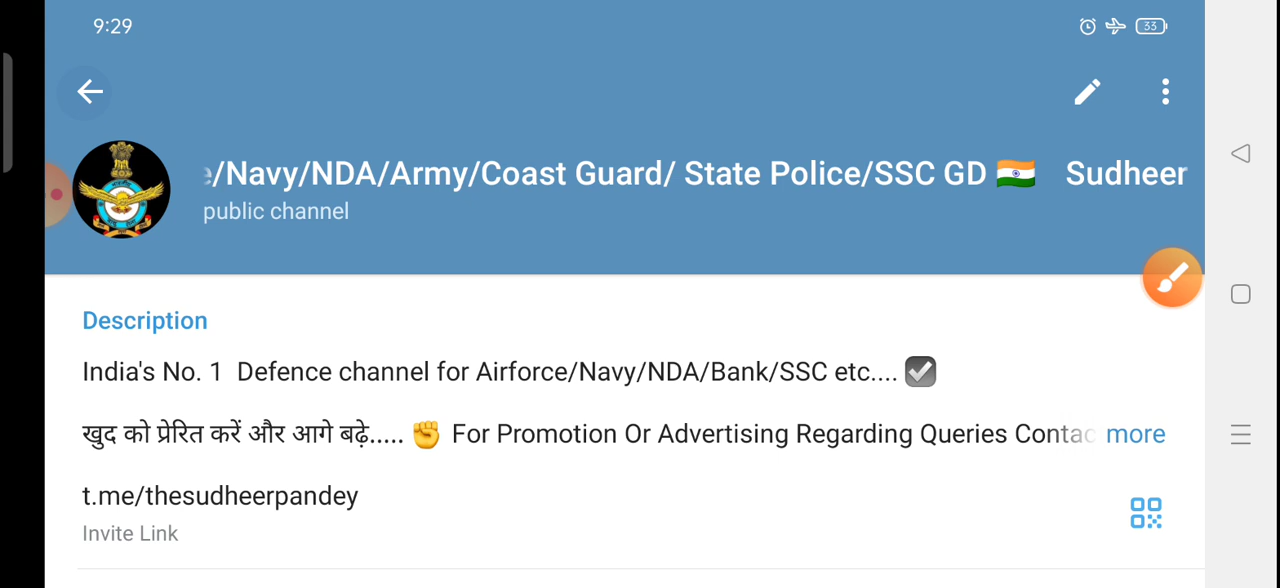 9:29
33
/Navy/NDA/Army/Coast Guard/ State Police/SSC GD 🇮🇳 Sudheer
public channel
Description
India's No. 1 Defence channel for Airforce/Navy/NDA/Bank/SSC etc.... ☑
खुद को प्रेरित करें और आगे बढ़े..... ✊ For Promotion Or Advertising Regarding Queries Contac more
t.me/thesudheerpandey
Invite Link